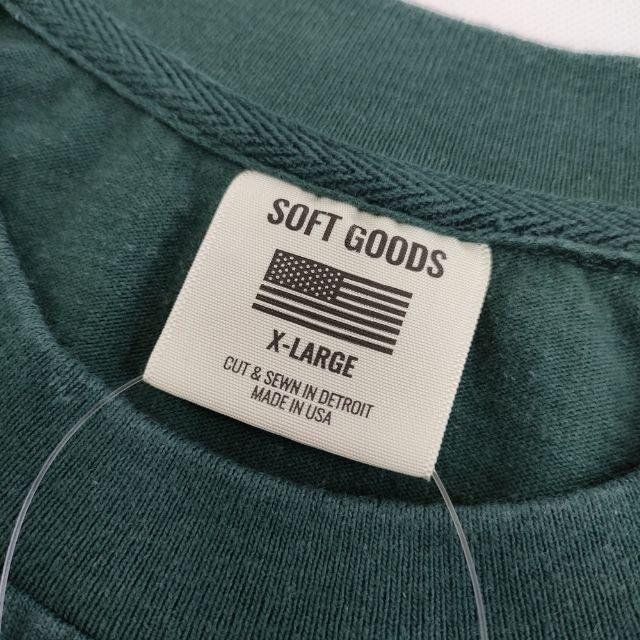 SOFT GOODS
X-LARGE
CUT & SEWN IN DETROIT
MADE IN USA